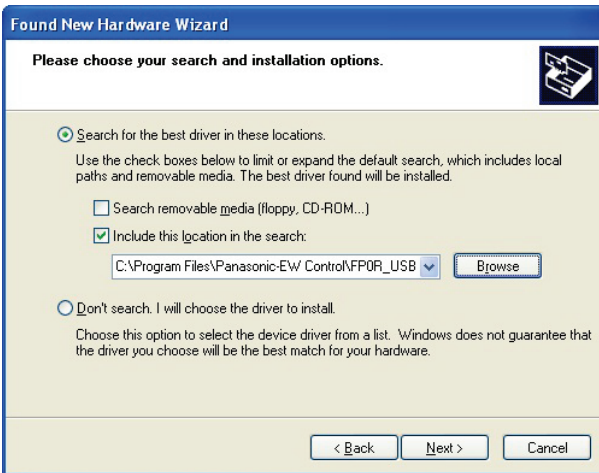 Found New Hardware Wizard
Please choose your search and installation options.
Search for the best driver in these locations.
Use the check boxes below to limit or expand the default search, which includes local
paths and removable media. The best driver found will be installed.
Search removable media (floppy, CD-ROM...)
Include this location in the search:
C:\Program Files\Panasonic-EW Control\FP0R_USB
Browse
Don't search. I will choose the driver to install.
Choose this option to select the device driver from a list. Windows does not guarantee that
the driver you choose will be the best match for your hardware.
< Back
Next >
Cancel